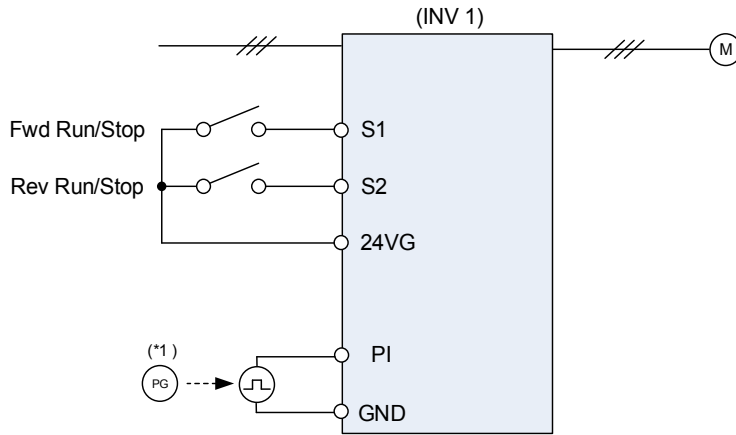 (INV 1)
M
Fwd Run/Stop
S1
Rev Run/Stop
S2
24VG
(*1 )
PG
PI
GND